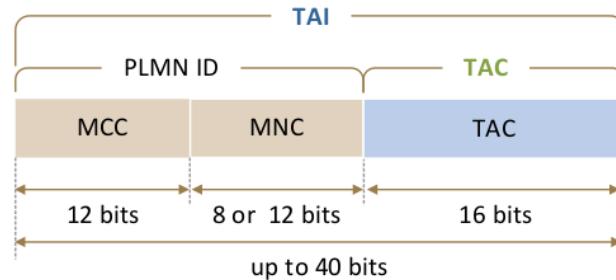 TAI
PLMN ID TAC
MCC MNC TAC
12 bits 8 or 12 bits 16 bits
up to 40 bits